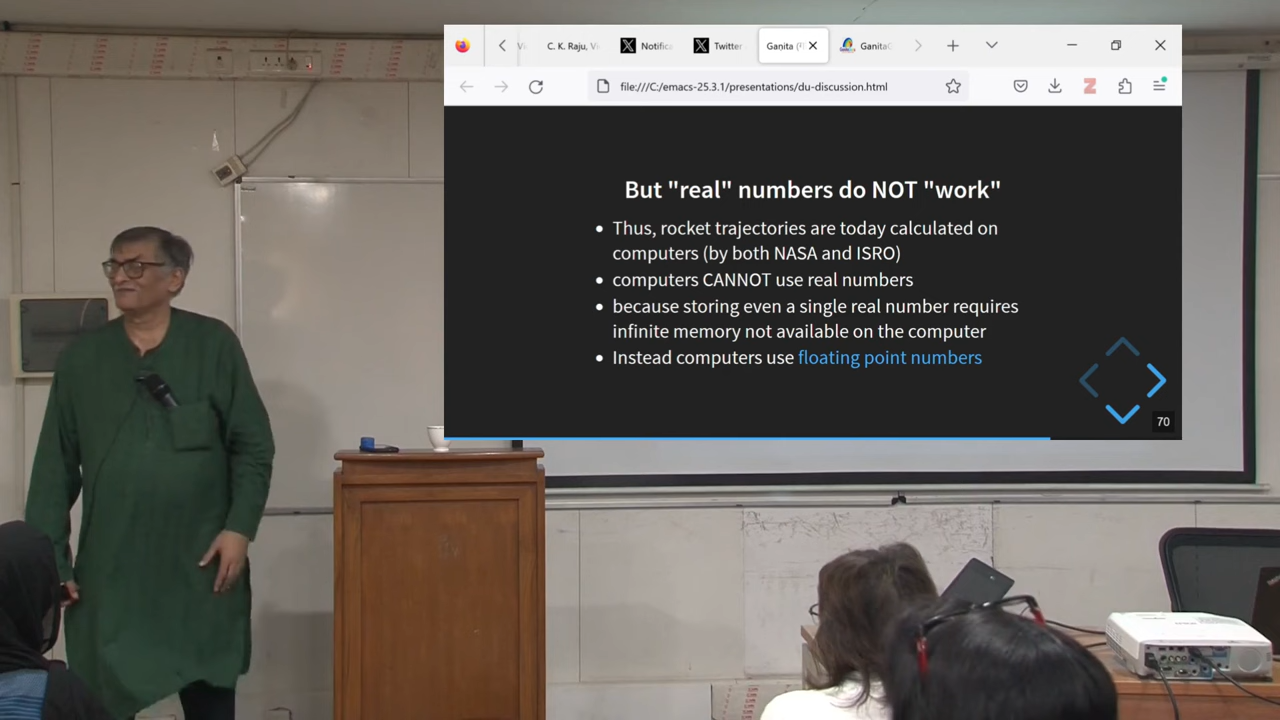 C. K. Raju, Vi
Notifica
Twitter
Gaṇita
GanitaG
file:///C:/emacs-25.3.1/presentations/du-discussion.html
But "real" numbers do NOT "work"
Thus, rocket trajectories are today calculated on
computers (by both NASA and ISRO)
computers CANNOT use real numbers
because storing even a single real number requires
infinite memory not available on the computer
Instead computers use floating point numbers
70